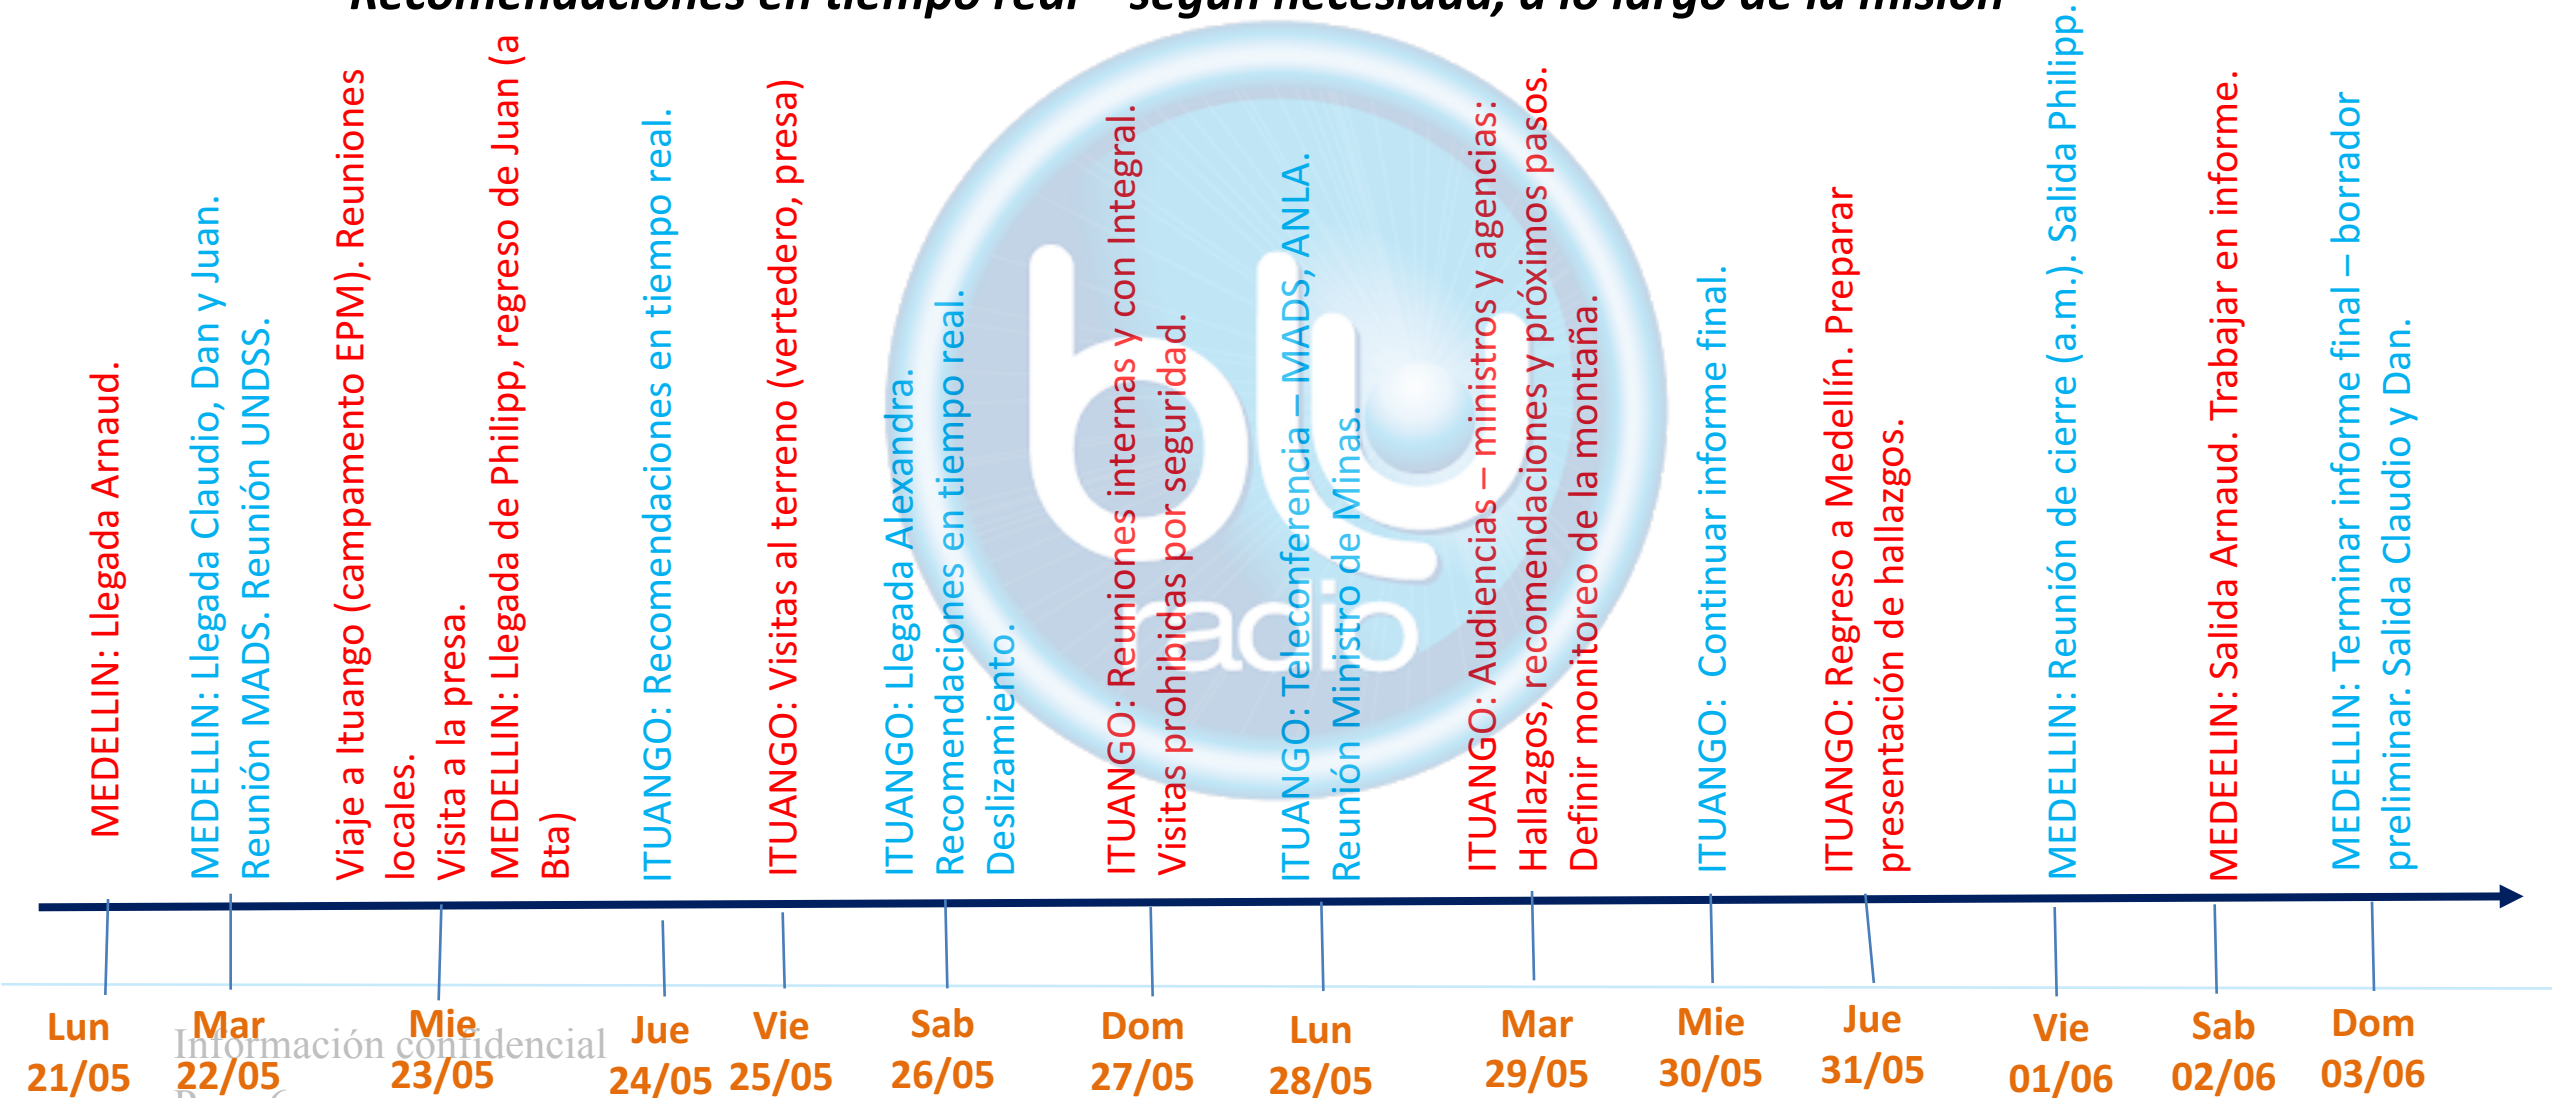 Recomendaciones en tiempo real – según necesidad, a lo largo de la misión
MEDELLIN: Llegada Arnaud.
MEDELLIN: Llegada Claudio, Dan y Juan.
Reunión MADS. Reunión UNDSS.
Viaje a Ituango (campamento EPM). Reuniones
locales.
Visita a la presa.
MEDELLIN: Llegada de Philipp, regreso de Juan (a
Bta)
ITUANGO: Recomendaciones en tiempo real.
ITUANGO: Visitas al terreno (vertedero, presa)
ITUANGO: Llegada Alexandra.
Recomendaciones en tiempo real.
Deslizamiento.
ITUANGO: Reuniones internas y con Integral.
Visitas prohibidas por seguridad.
ITUANGO: Teleconferencia – MADS, ANLA.
Reunión Ministro de Minas.
ITUANGO: Audiencias – ministros y agencias:
Hallazgos, recomendaciones y próximos pasos.
Definir monitoreo de la montaña.
ITUANGO: Continuar informe final.
ITUANGO: Regreso a Medellín. Preparar
presentación de hallazgos.
MEDELLIN: Reunión de cierre (a.m.). Salida Philipp.
MEDEELIN: Salida Arnaud. Trabajar en informe.
MEDELLIN: Terminar informe final – borrador
preliminar. Salida Claudio y Dan.
blu
radio
Lun
21/05
Mar
22/05
Mie
23/05
Jue
24/05
Vie
25/05
Sab
26/05
Dom
27/05
Lun
28/05
Mar
29/05
Mie
30/05
Jue
31/05
Vie
01/06
Sab
02/06
Dom
03/06
Información confidencial